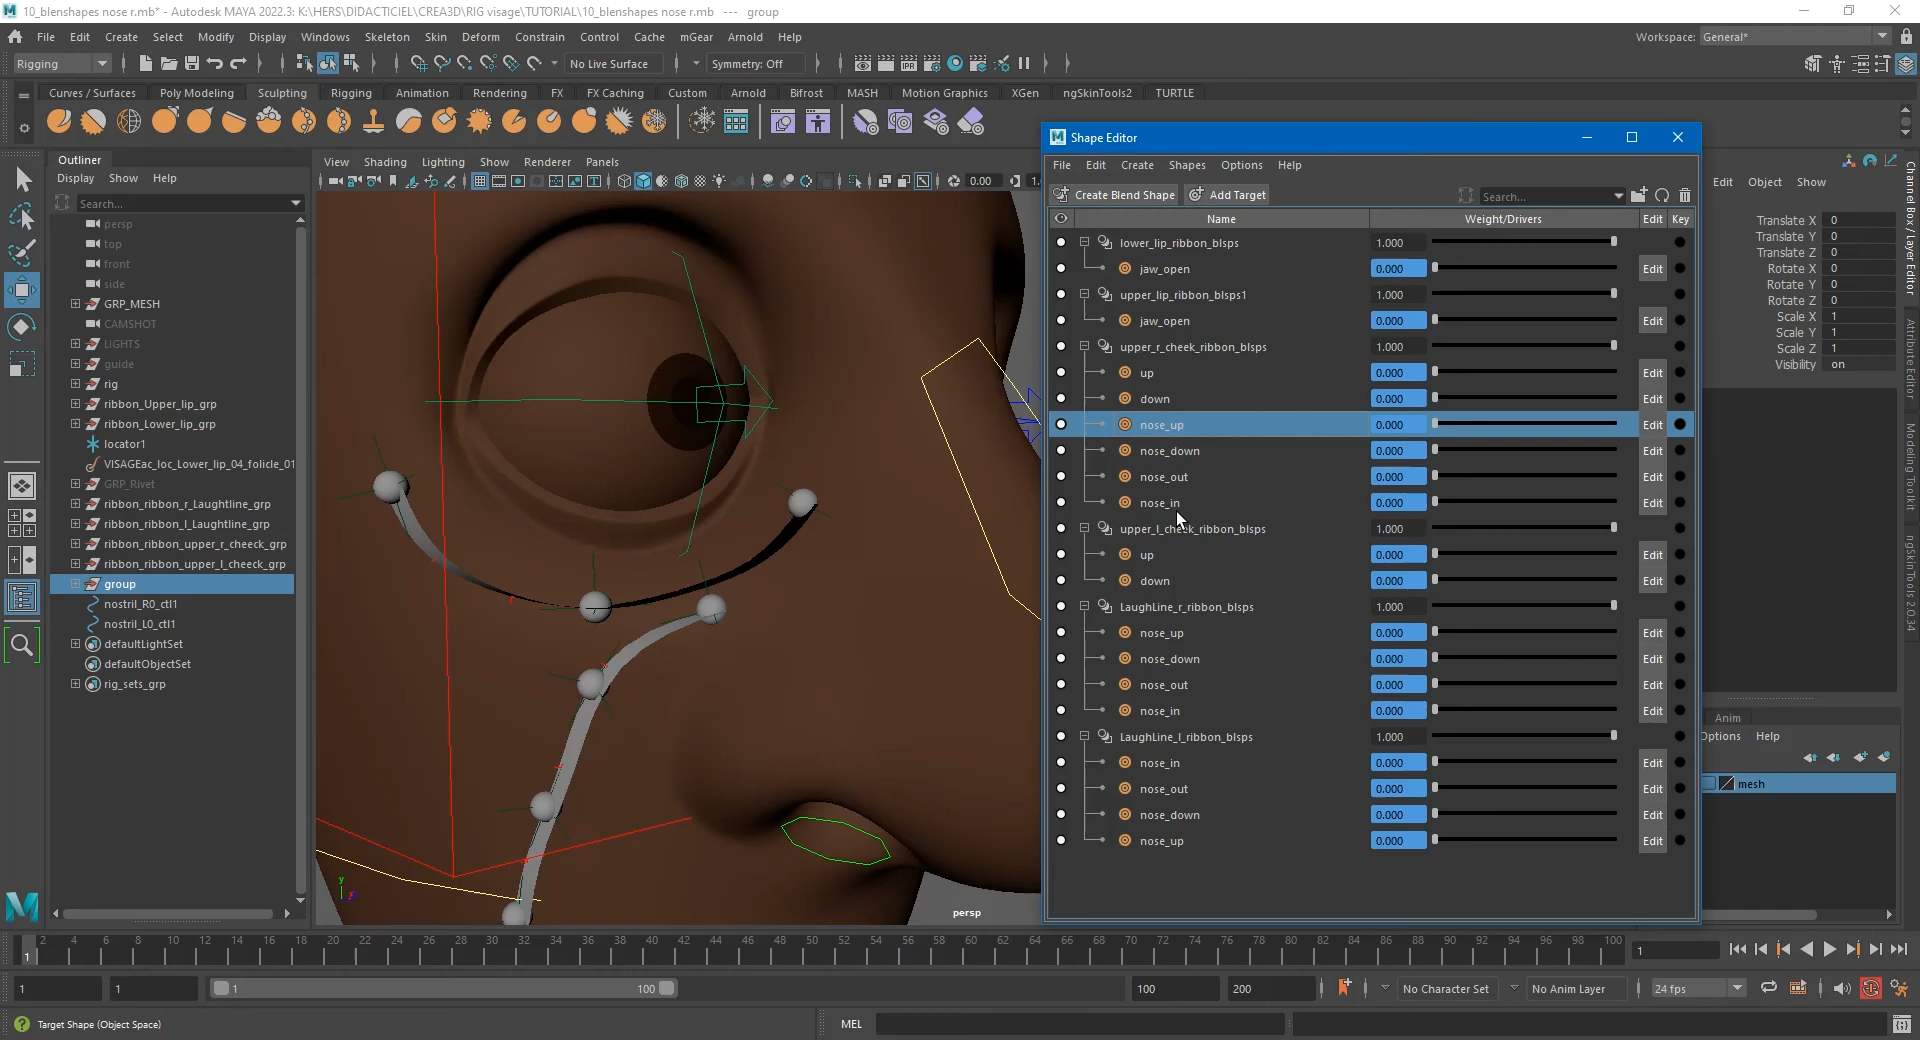 10_blenshapes nose r.mb* - Autodesk MAYA 2022.3: K:\HERS\DIDACTICIEL\CREA3D\RIG visage\TUTORIAL\10_blenshapes nose r.mb --- group
File Edit Create Select Modify Display Windows Skeleton Skin Deform Constrain Control Cache mGear Arnold Help
Workspace: General*
Rigging
No Live Surface
Symmetry: Off
Curves / Surfaces Poly Modeling Sculpting Rigging Animation Rendering FX FX Caching Custom Arnold Bifrost MASH Motion Graphics XGen ngSkinTools2 TURTLE
Outliner
Display Show Help
Search...
persp
top
front
side
GRP_MESH
CAMSHOT
LIGHTS
guide
rig
ribbon_Upper_lip_grp
ribbon_Lower_lip_grp
locator1
VISAGEac_loc_Lower_lip_04_folicle_01
GRP_Rivet
ribbon_ribbon_r_Laughtline_grp
ribbon_ribbon_l_Laughtline_grp
ribbon_ribbon_upper_r_cheeck_grp
ribbon_ribbon_upper_l_cheeck_grp
group
nostril_R0_ctl1
nostril_L0_ctl1
defaultLightSet
defaultObjectSet
rig_sets_grp
View Shading Lighting Show Renderer Panels
0.00
persp
Shape Editor
File Edit Create Shapes Options Help
Create Blend Shape Add Target Search...
Name Weight/Drivers Edit Key
lower_lip_ribbon_blsps 1.000
jaw_open 0.000 Edit
upper_lip_ribbon_blsps1 1.000
jaw_open 0.000 Edit
upper_r_cheek_ribbon_blsps 1.000
up 0.000 Edit
down 0.000 Edit
nose_up 0.000 Edit
nose_down 0.000 Edit
nose_out 0.000 Edit
nose_in 0.000 Edit
upper_l_cheek_ribbon_blsps 1.000
up 0.000 Edit
down 0.000 Edit
LaughLine_r_ribbon_blsps 1.000
nose_up 0.000 Edit
nose_down 0.000 Edit
nose_out 0.000 Edit
nose_in 0.000 Edit
LaughLine_l_ribbon_blsps 1.000
nose_in 0.000 Edit
nose_out 0.000 Edit
nose_down 0.000 Edit
nose_up 0.000 Edit
Edit Object Show
Translate X 0
Translate Y 0
Translate Z 0
Rotate X 0
Rotate Y 0
Rotate Z 0
Scale X 1
Scale Y 1
Scale Z 1
Visibility on
Anim
Options Help
mesh
Channel Box / Layer Editor
Attribute Editor
Modeling Toolkit
ngSkinTools 2.0.34
2 4 6 8 10 12 14 16 18 20 22 24 26 28 30 32 34 36 38 40 42 44 46 48 50 52 54 56 58 60 62 64 66 68 70 72 74 76 78 80 82 84 86 88 90 92 94 96 98 100
1
1
1 1 1 100 100 200 No Character Set No Anim Layer 24 fps
Target Shape (Object Space)
MEL